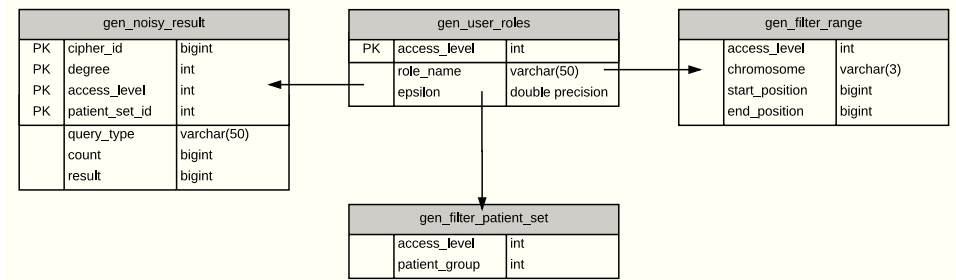 gen_noisy_result
PK cipher_id bigint
PK degree int
PK access_level int
PK patient_set_id int
query_type varchar(50)
count bigint
result bigint
gen_user_roles
PK access_level int
role_name varchar(50)
epsilon double precision
gen_filter_range
access_level int
chromosome varchar(3)
start_position bigint
end_position bigint
gen_filter_patient_set
access_level int
patient_group int